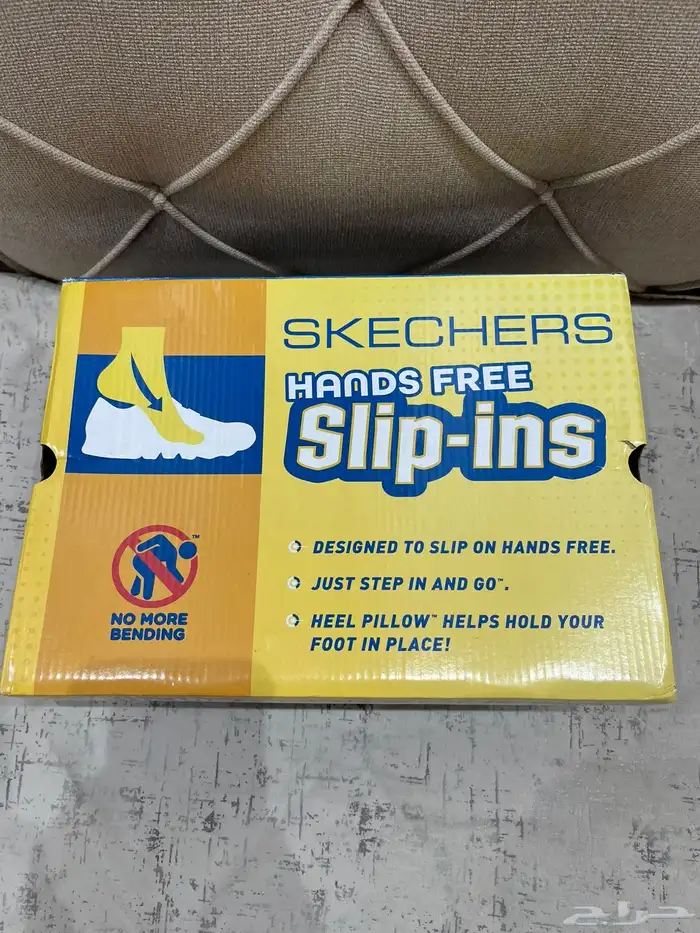 SKECHERS
HANDS FREE
Slip-ins
DESIGNED TO SLIP ON HANDS FREE.
JUST STEP IN AND GO™.
HEEL PILLOW™ HELPS HOLD YOUR
FOOT IN PLACE!
™
NO MORE
BENDING
حراج